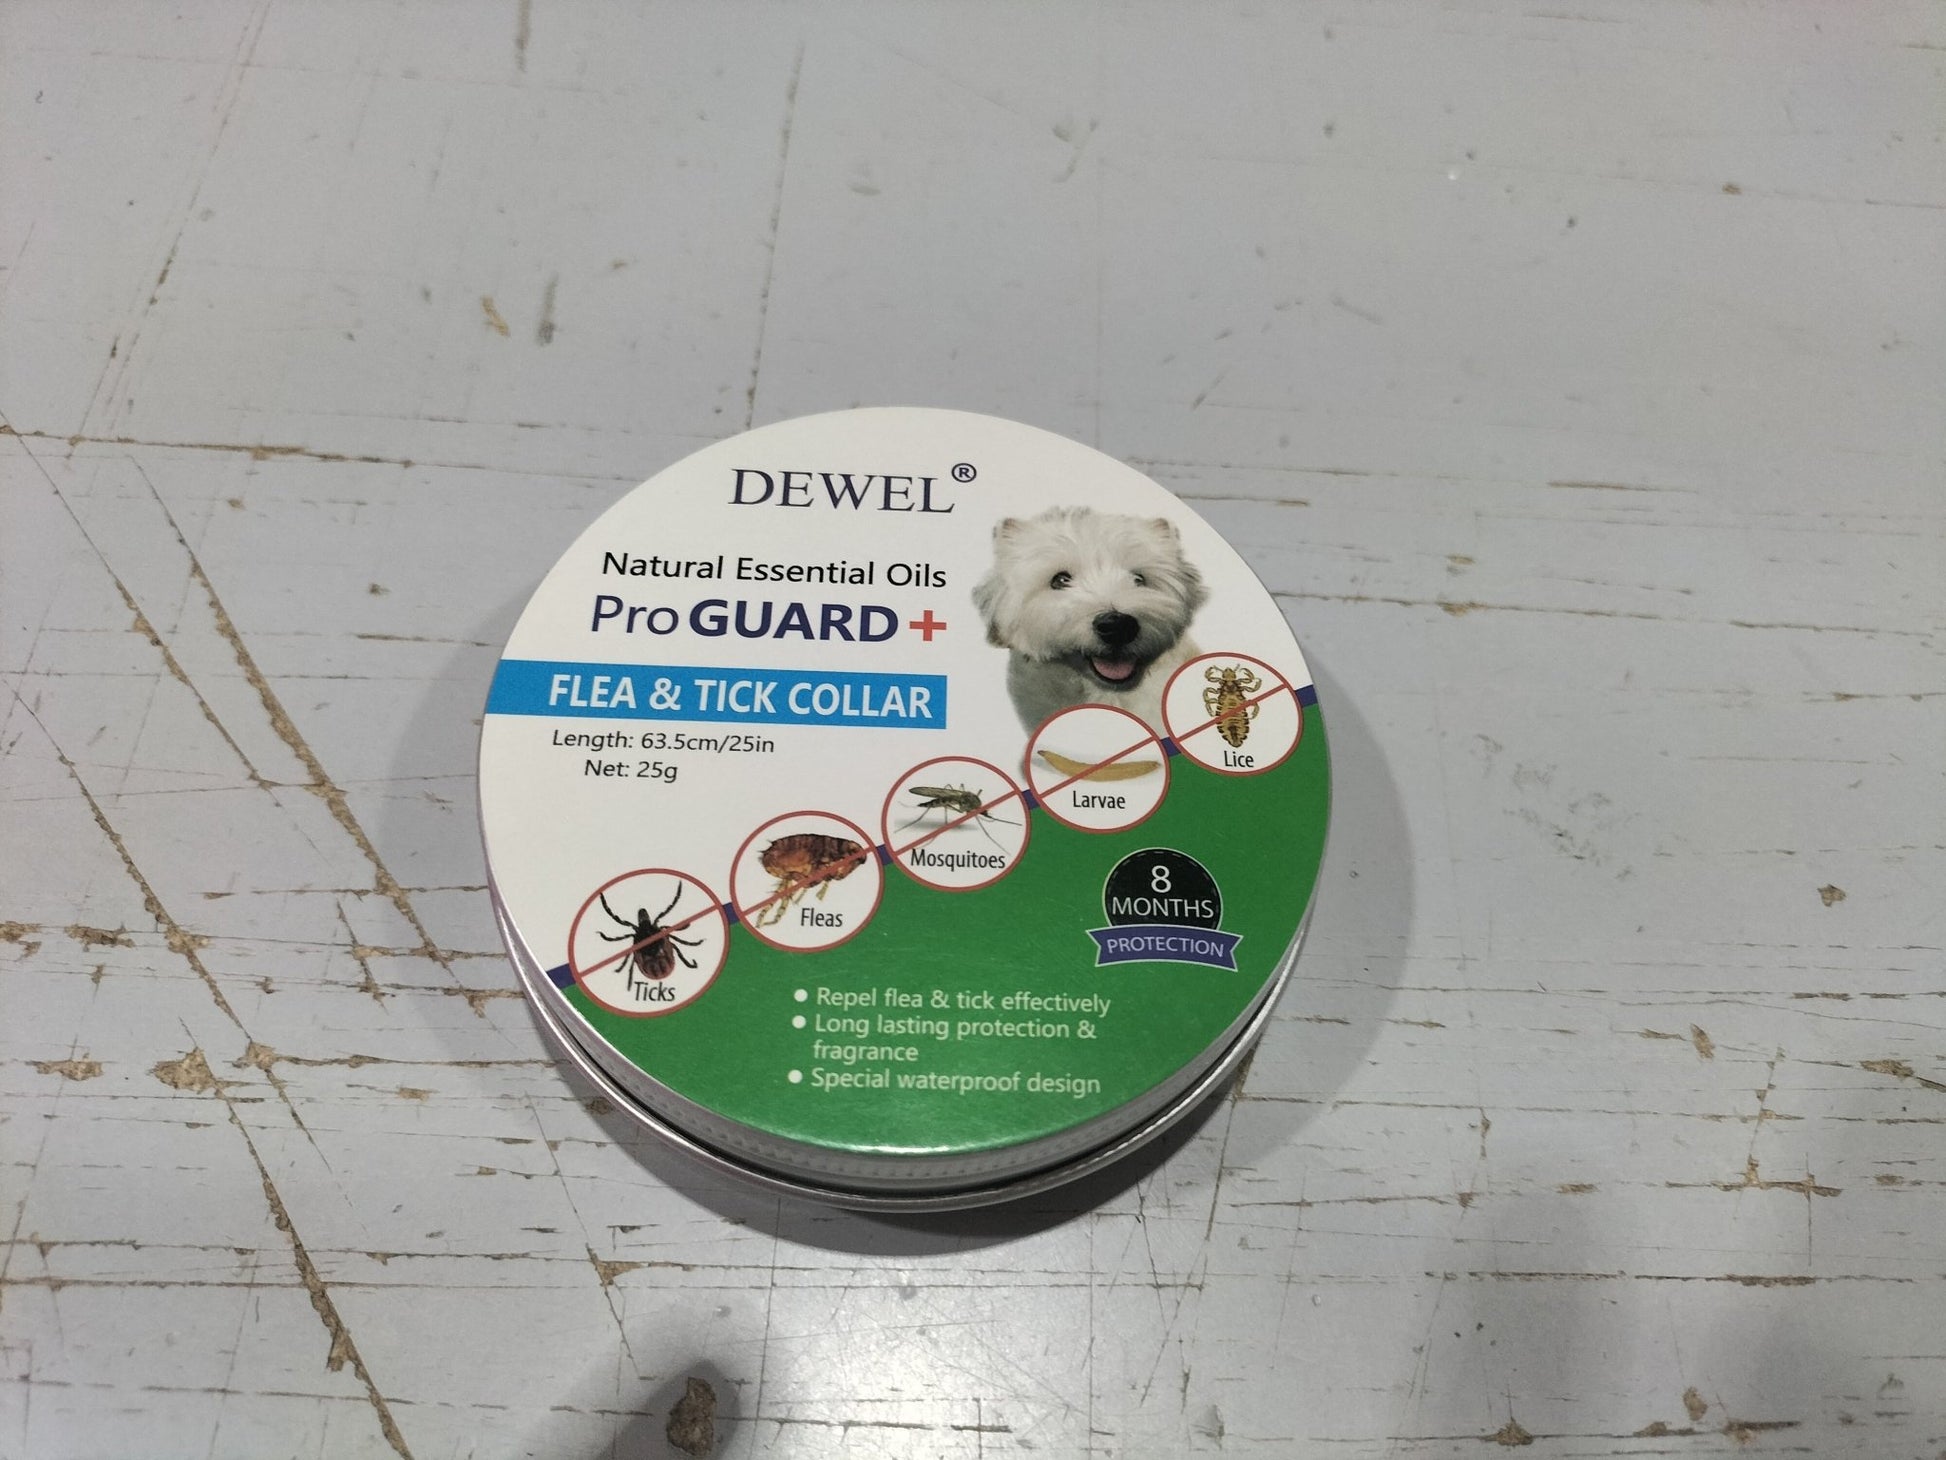 DEWEL®
Natural Essential Oils
Pro GUARD +
FLEA & TICK COLLAR
Length: 63.5cm/25in
Net: 25g
Lice
Larvae
Mosquitoes
Fleas
Ticks
8
MONTHS
PROTECTION
● Repel flea & tick effectively
● Long lasting protection &
fragrance
● Special waterproof design